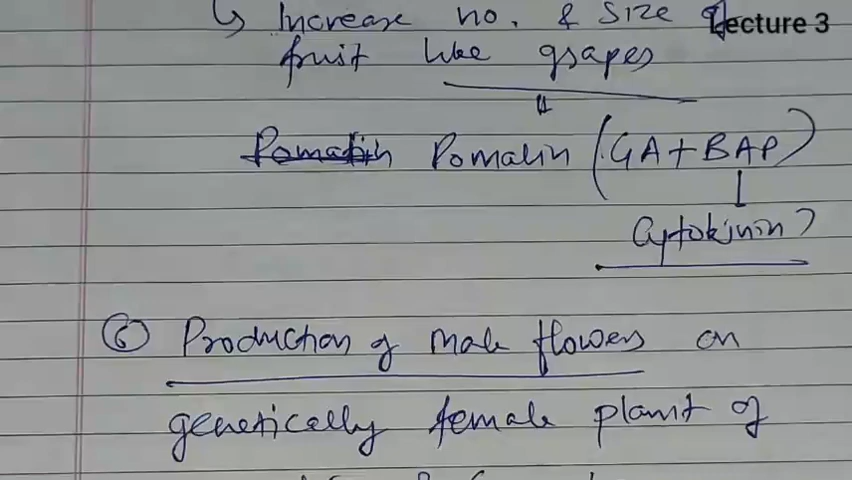 ↳ Increase no. & Size of
Lecture 3
fruit like grapes
Pomalin Pomalin (GA+BAP)
Cytokinin)
⑥ Production of male flowers on
genetically female plant of